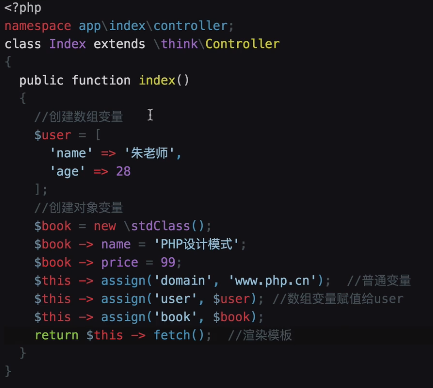 <?php
namespace app\index\controller;
class Index extends \think\Controller
{
  public function index()
  {
    //创建数组变量
    $user = [
      'name' => '朱老师',
      'age' => 28
    ];
    //创建对象变量
    $book = new \stdClass();
    $book -> name = 'PHP设计模式';
    $book -> price = 99;
    $this -> assign('domain', 'www.php.cn');  //普通变量
    $this -> assign('user', $user); //数组变量赋值给user
    $this -> assign('book', $book);
    return $this -> fetch();  //渲染模板
  }
}